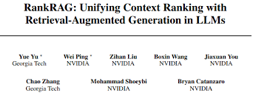 RankRAG: Unifying Context Ranking with
Retrieval-Augmented Generation in LLMs
Yue Yu * Wei Ping * Zihan Liu Boxin Wang Jiaxuan You
Georgia Tech NVIDIA NVIDIA NVIDIA NVIDIA
Chao Zhang Mohammad Shoeybi Bryan Catanzaro
Georgia Tech NVIDIA NVIDIA